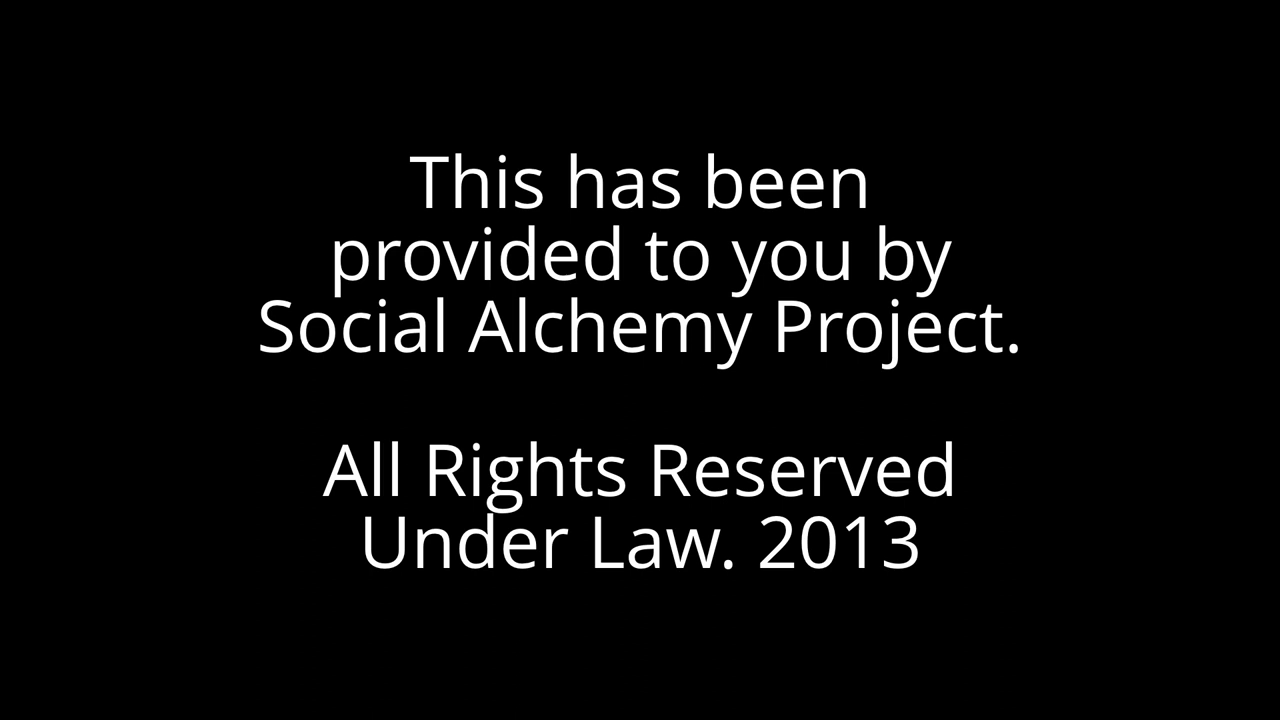 This has been
provided to you by
Social Alchemy Project.
All Rights Reserved
Under Law. 2013